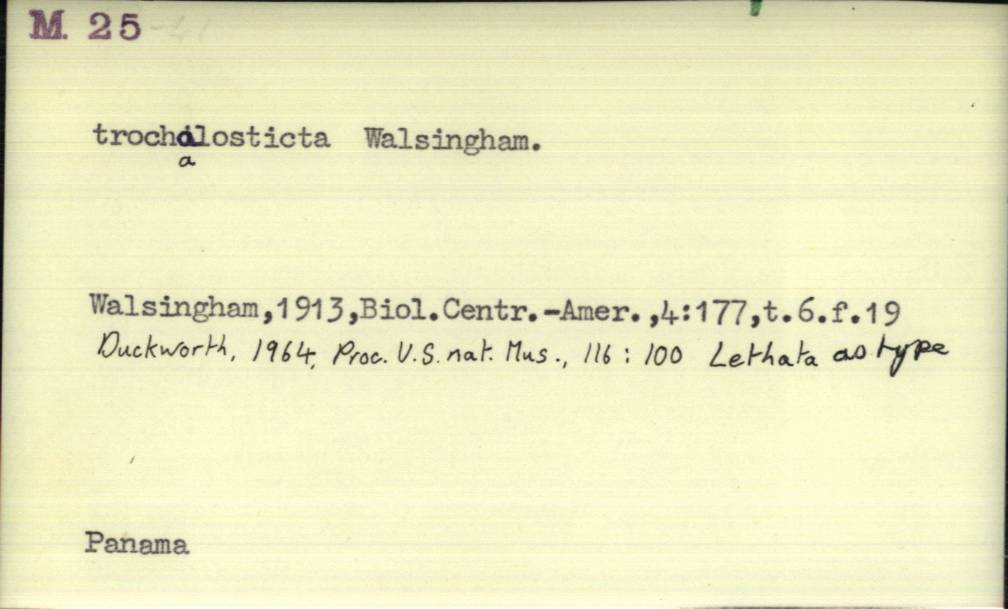 M. 25
trochalosticta Walsingham.
a
Walsingham,1913,Biol.Centr.-Amer.,4:177,t.6.f.19
Duckworth, 1964, Proc. U.S. nat. Mus., 116 : 100 Lethata as type
Panama